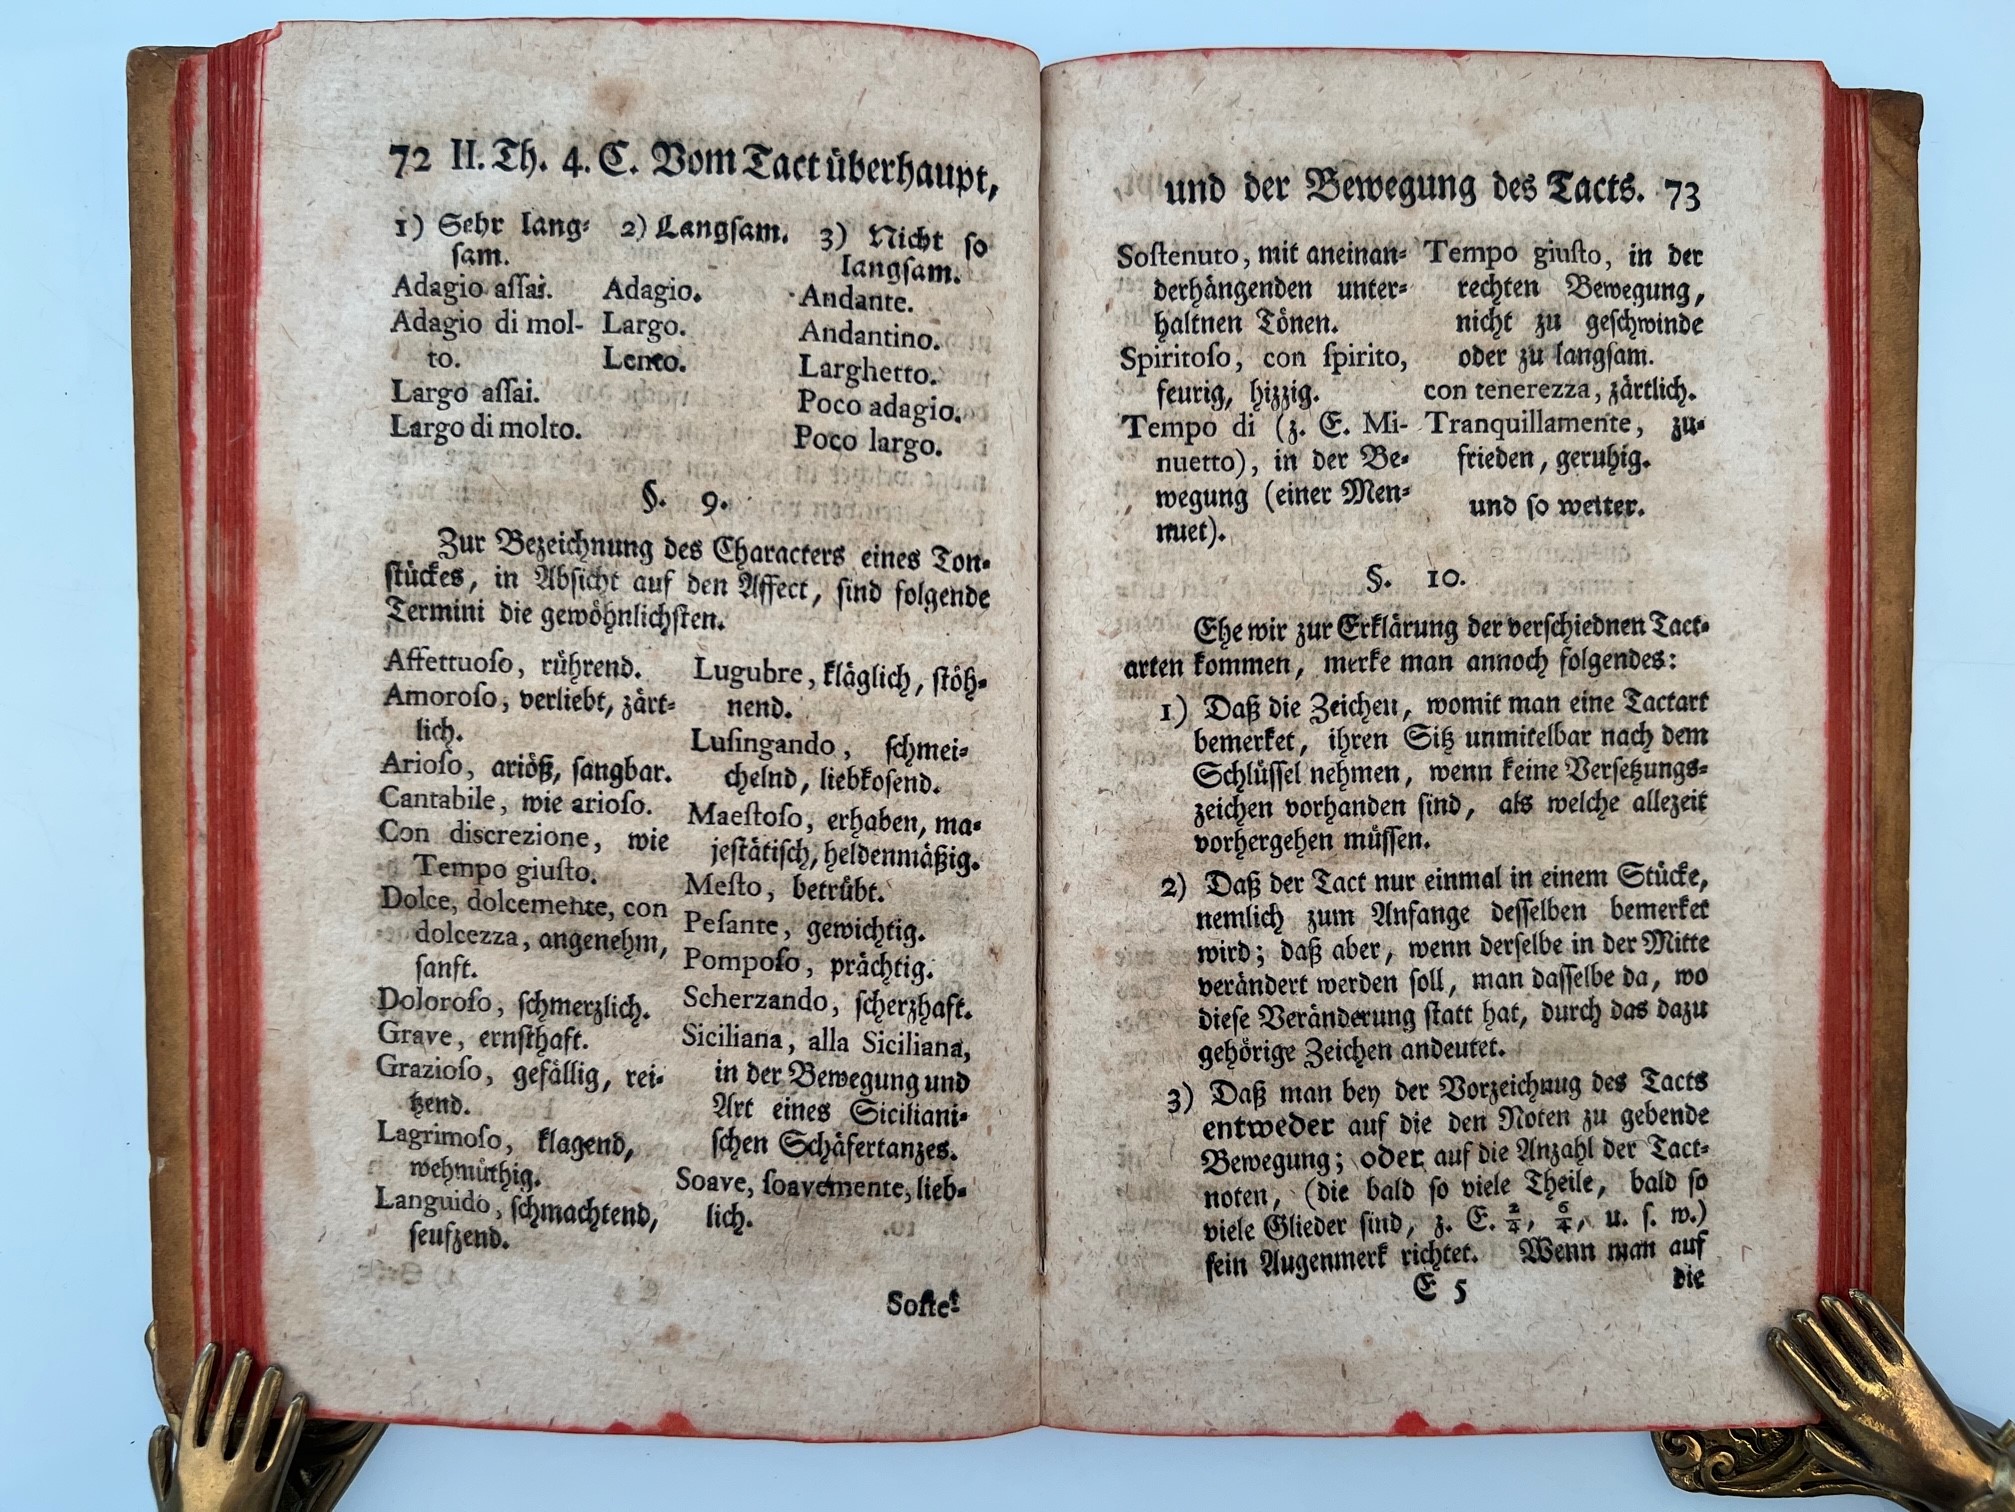 72 II. Th. 4. C. Vom Tact überhaupt,
1) Sehr lang⸗
ſam.
Adagio aſſai.
Adagio di mol-
to.
Largo aſſai.
Largo di molto.
2) Langſam.
Adagio.
Largo.
Lento.
3) Nicht ſo
langſam.
Andante.
Andantino.
Larghetto.
Poco adagio.
Poco largo.
§. 9.
Zur Bezeichnung des Characters eines Ton⸗
ſtückes, in Abſicht auf den Affect, ſind folgende
Termini die gewöhnlichſten.
Affettuoſo, rührend.
Amoroſo, verliebt, zärt⸗
lich.
Arioſo, ariöß, ſangbar.
Cantabile, wie arioſo.
Con discrezione, wie
Tempo giuſto.
Dolce, dolcemente, con
dolcezza, angenehm,
ſanft.
Doloroſo, ſchmerzlich.
Grave, ernſthaft.
Grazioſo, gefällig, rei⸗
tzend.
Lagrimoſo, klagend,
wehmüthig.
Languido, ſchmachtend,
ſeufzend.
Lugubre, kläglich, ſtöh⸗
nend.
Luſingando, ſchmei⸗
chelnd, liebkoſend.
Maeſtoſo, erhaben, ma⸗
jeſtätiſch, heldenmäßig.
Meſto, betrübt.
Peſante, gewichtig.
Pompoſo, prächtig.
Scherzando, ſcherzhaft.
Siciliana, alla Siciliana,
in der Bewegung und
Art eines Siciliani⸗
ſchen Schäfertanzes.
Soave, ſoavemente, lieb⸗
lich.
Soſte-
und der Bewegung des Tacts. 73
Soſtenuto, mit aneinan⸗
derhängenden unter⸗
haltnen Tönen.
Spiritoſo, con ſpirito,
feurig, hizzig.
Tempo di (z. E. Mi-
nuetto), in der Be⸗
wegung (einer Men⸗
nuet).
Tempo giuſto, in der
rechten Bewegung,
nicht zu geſchwinde
oder zu langſam.
con tenerezza, zärtlich.
Tranquillamente, zu⸗
frieden, geruhig.
und ſo weiter.
§. 10.
Ehe wir zur Erklärung der verſchiednen Tact⸗
arten kommen, merke man annoch folgendes:
1) Daß die Zeichen, womit man eine Tactart
bemerket, ihren Sitz unmitelbar nach dem
Schlüſſel nehmen, wenn keine Verſetzungs⸗
zeichen vorhanden ſind, als welche allezeit
vorhergehen müſſen.
2) Daß der Tact nur einmal in einem Stücke,
nemlich zum Anfange deſſelben bemerket
wird; daß aber, wenn derſelbe in der Mitte
verändert werden ſoll, man daſſelbe da, wo
dieſe Veränderung ſtatt hat, durch das dazu
gehörige Zeichen andeutet.
3) Daß man bey der Vorzeichnug des Tacts
entweder auf die den Noten zu gebende
Bewegung; oder auf die Anzahl der Tact⸗
noten, (die bald ſo viele Theile, bald ſo
viele Glieder ſind, z. E. 2/4, 6/4, u. ſ. w.)
ſein Augenmerk richtet. Wenn man auf
E 5
die